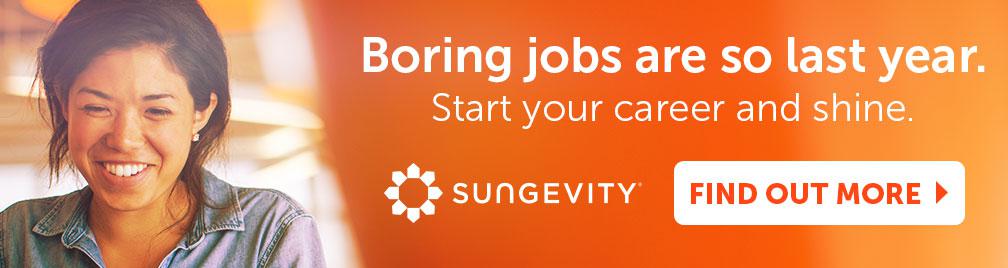 Boring jobs are so last year.
Start your career and shine.
SUNGEVITY®
FIND OUT MORE